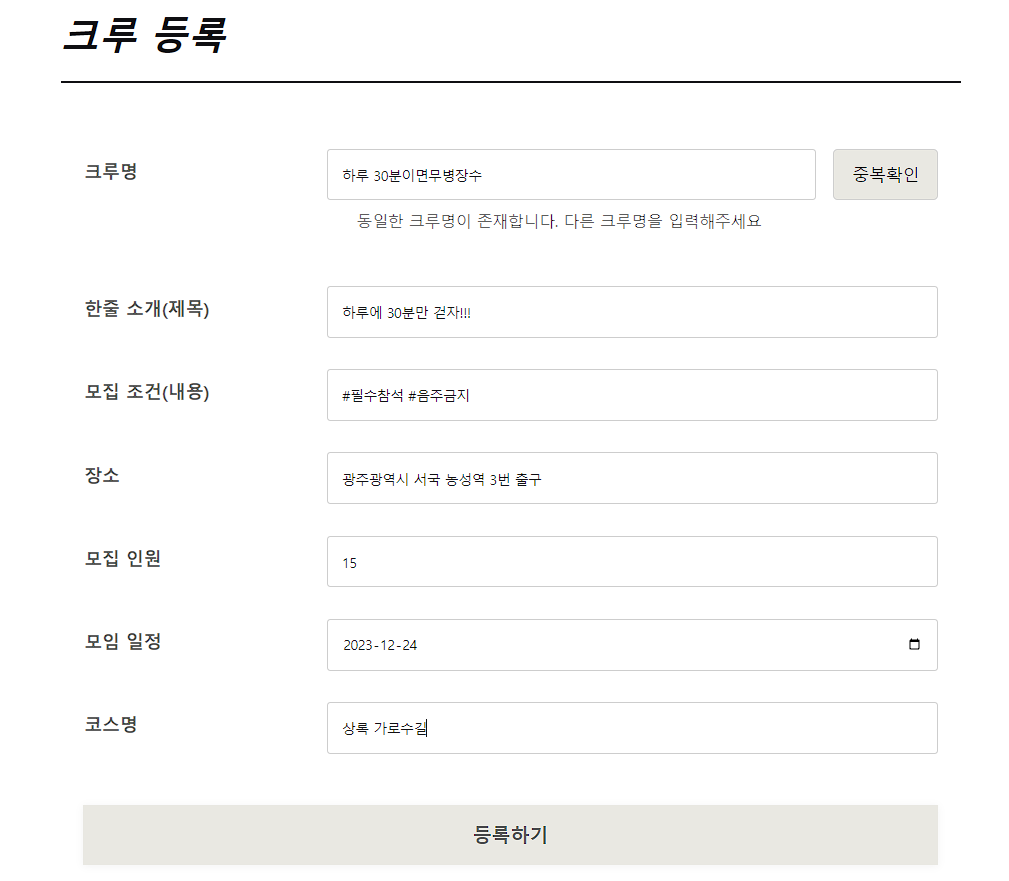 크루 등록
크루명
하루 30분이면무병장수
중복확인
동일한 크루명이 존재합니다. 다른 크루명을 입력해주세요
한줄 소개(제목)
하루에 30분만 걷자!!!
모집 조건(내용)
#필수참석 #음주금지
장소
광주광역시 서국 농성역 3번 출구
모집 인원
15
모임 일정
2023-12-24
코스명
상록 가로수길
등록하기